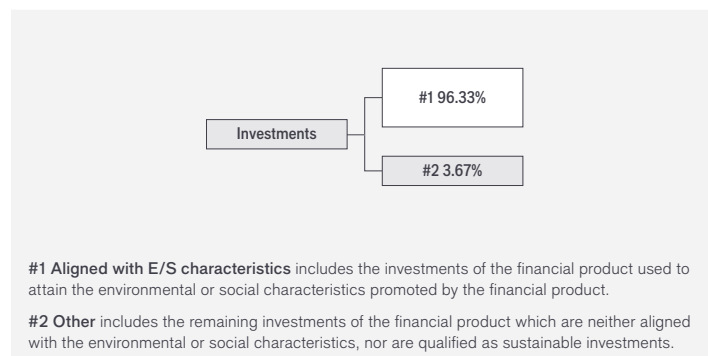 #1 96.33%
Investments
#2 3.67%
#1 Aligned with E/S characteristics includes the investments of the financial product used to
attain the environmental or social characteristics promoted by the financial product.
#2 Other includes the remaining investments of the financial product which are neither aligned
with the environmental or social characteristics, nor are qualified as sustainable investments.